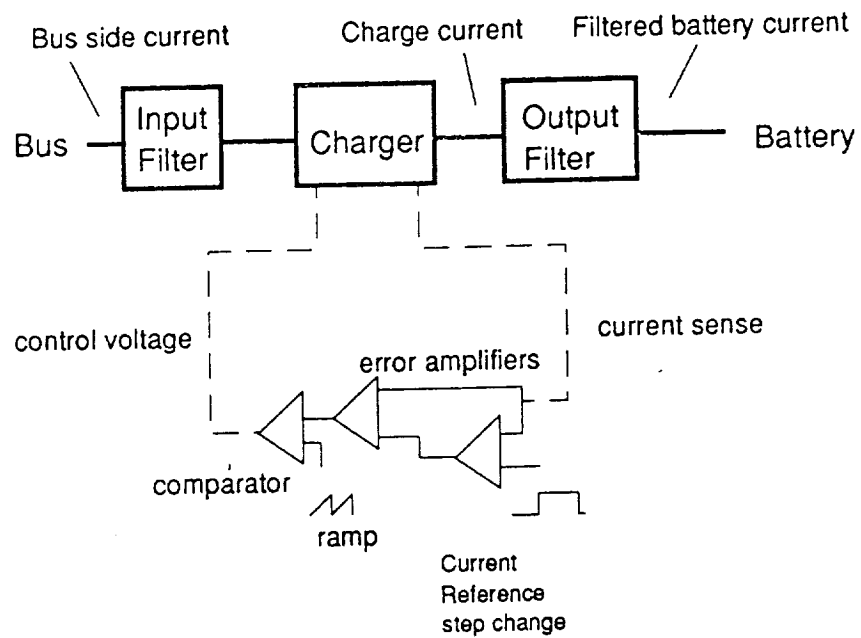 Bus side current
Charge current
Filtered battery current
Bus
Input
Filter
Charger
Output
Filter
Battery
control voltage
current sense
error amplifiers
comparator
ramp
Current
Reference
step change